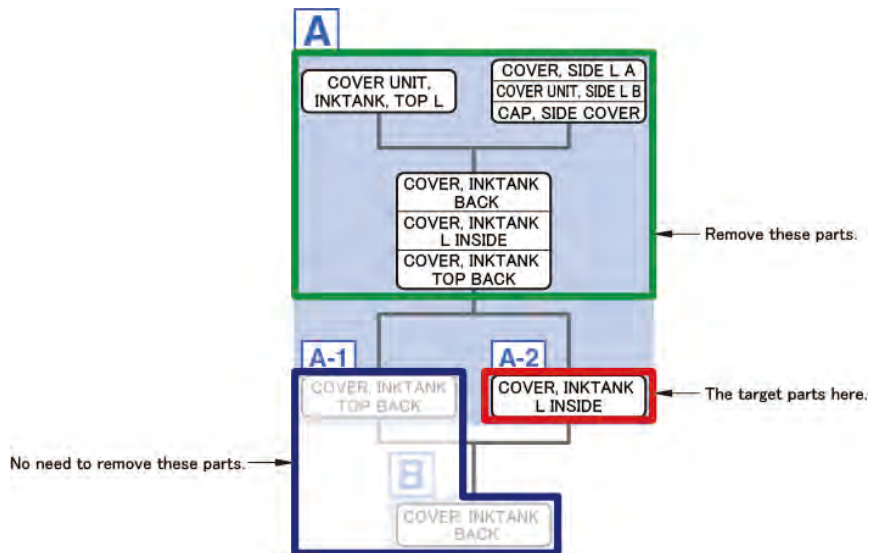 A
COVER UNIT,
INKTANK, TOP L
COVER, SIDE L A
COVER UNIT, SIDE L B
CAP, SIDE COVER
COVER, INKTANK
BACK
COVER, INKTANK
L INSIDE
COVER, INKTANK
TOP BACK
Remove these parts.
A-1
COVER, INKTANK
TOP BACK
A-2
COVER, INKTANK
L INSIDE
The target parts here.
No need to remove these parts.
B
COVER, INKTANK
BACK